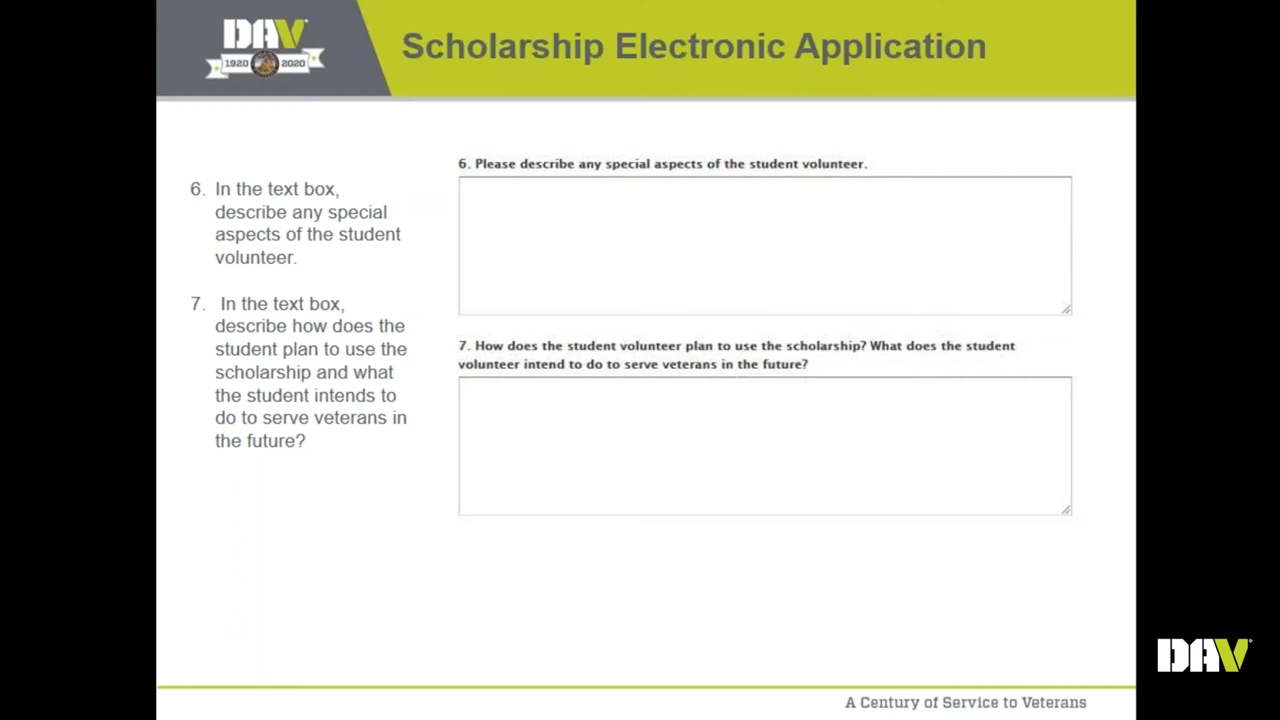 DAV
1920 2020
Scholarship Electronic Application
6. In the text box,
describe any special
aspects of the student
volunteer.
7. In the text box,
describe how does the
student plan to use the
scholarship and what
the student intends to
do to serve veterans in
the future?
6. Please describe any special aspects of the student volunteer.
7. How does the student volunteer plan to use the scholarship? What does the student
volunteer intend to do to serve veterans in the future?
DAV
A Century of Service to Veterans